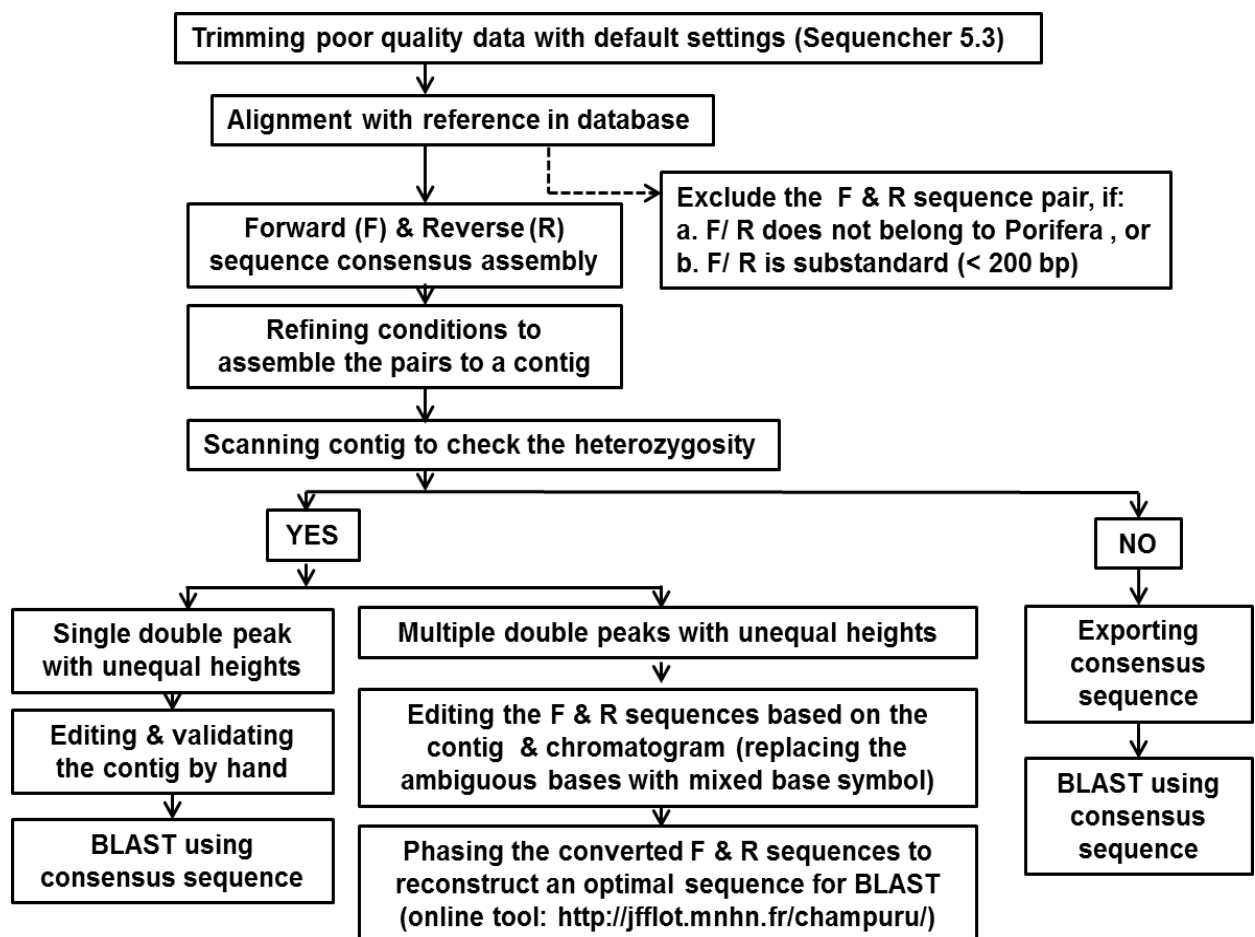 Trimming poor quality data with default settings (Sequencher 5.3)
Alignment with reference in database
Exclude the F & R sequence pair, if:
a. F/ R does not belong to Porifera , or
b. F/ R is substandard (< 200 bp)
Forward (F) & Reverse (R)
sequence consensus assembly
Refining conditions to
assemble the pairs to a contig
Scanning contig to check the heterozygosity
YES
NO
Single double peak
with unequal heights
Editing & validating
the contig by hand
BLAST using
consensus sequence
Multiple double peaks with unequal heights
Editing the F & R sequences based on the
contig & chromatogram (replacing the
ambiguous bases with mixed base symbol)
Phasing the converted F & R sequences to
reconstruct an optimal sequence for BLAST
(online tool: http://jfflot.mnhn.fr/champuru/)
Exporting
consensus
sequence
BLAST using
consensus
sequence